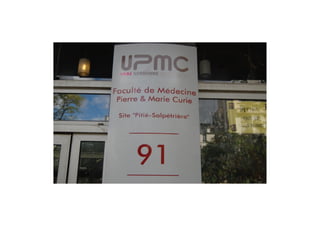 UPMC
Faculté de Médecine
Pierre & Marie Curie
Site "Pitié-Salpêtrière"
91